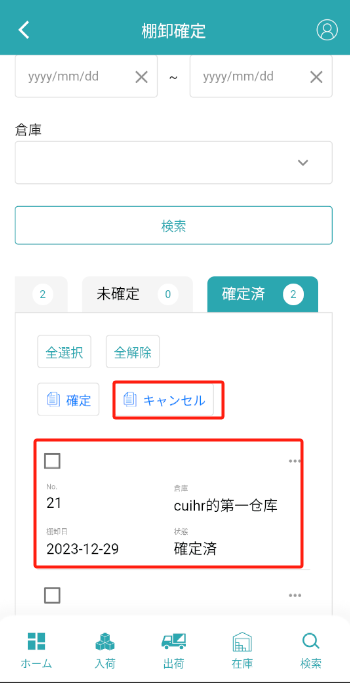 棚卸確定
yyyy/mm/dd ~ yyyy/mm/dd
倉庫
検索
2 未確定 0 確定済 2
全選択 全解除
確定 キャンセル
No. 倉庫
21 cuihr的第一仓库
棚卸日 状態
2023-12-29 確定済
ホーム 入荷 出荷 在庫 検索